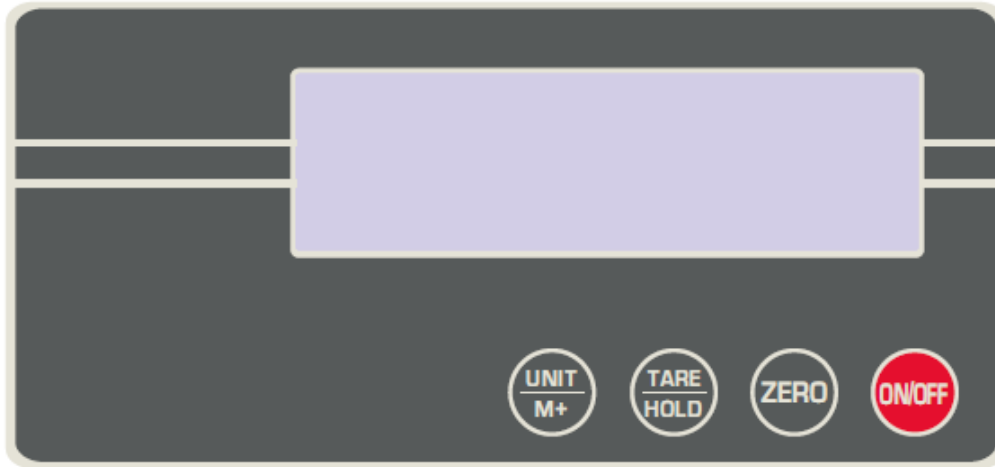 UNIT
M+
TARE
HOLD
ZERO
ON/OFF